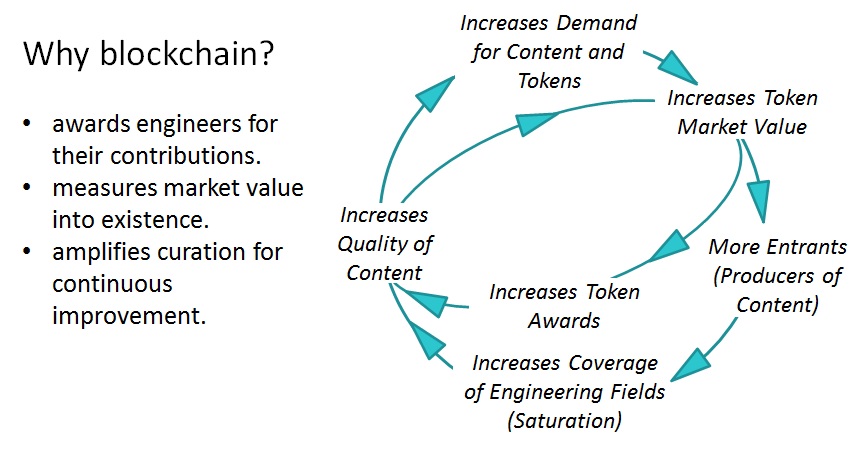 Why blockchain?
• awards engineers for
their contributions.
• measures market value
into existence.
• amplifies curation for
continuous
improvement.
Increases Demand
for Content and
Tokens
Increases Token
Market Value
More Entrants
(Producers of
Content)
Increases Coverage
of Engineering Fields
(Saturation)
Increases Token
Awards
Increases
Quality of
Content